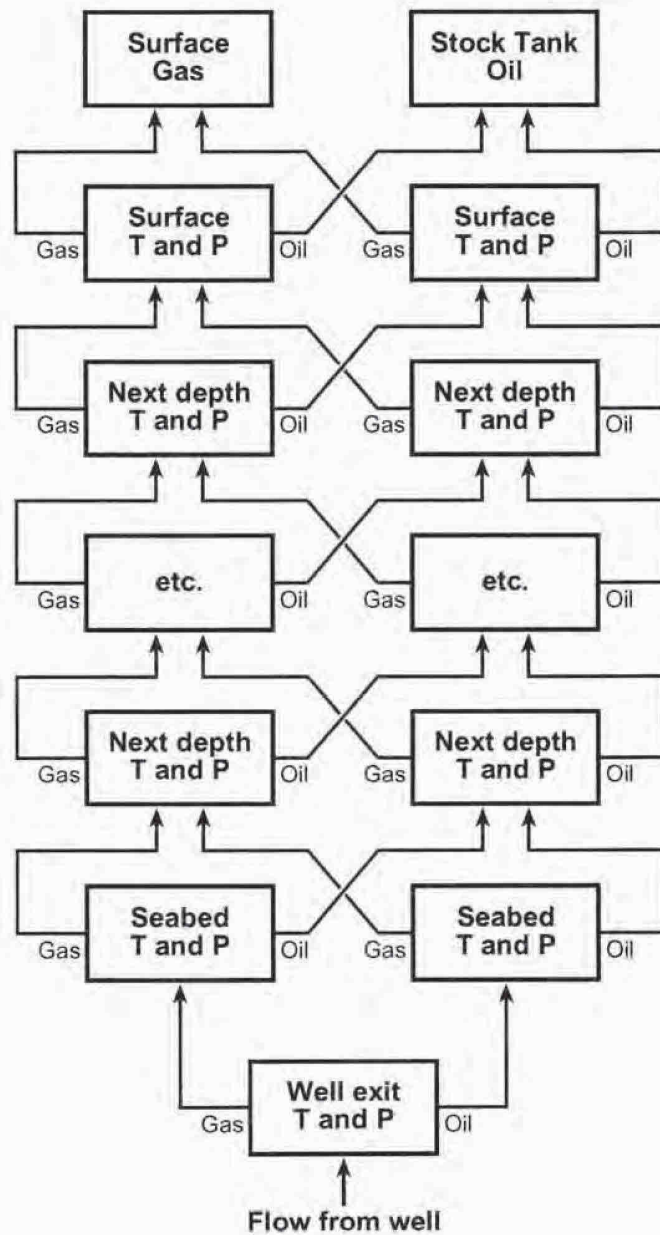 Surface
Gas
Stock Tank
Oil
Surface
T and P
Surface
T and P
Gas
Oil
Gas
Oil
Next depth
T and P
Next depth
T and P
Gas
Oil
Gas
Oil
etc.
etc.
Gas
Oil
Gas
Oil
Next depth
T and P
Next depth
T and P
Gas
Oil
Gas
Oil
Seabed
T and P
Seabed
T and P
Gas
Oil
Gas
Oil
Well exit
T and P
Gas
Oil
Flow from well